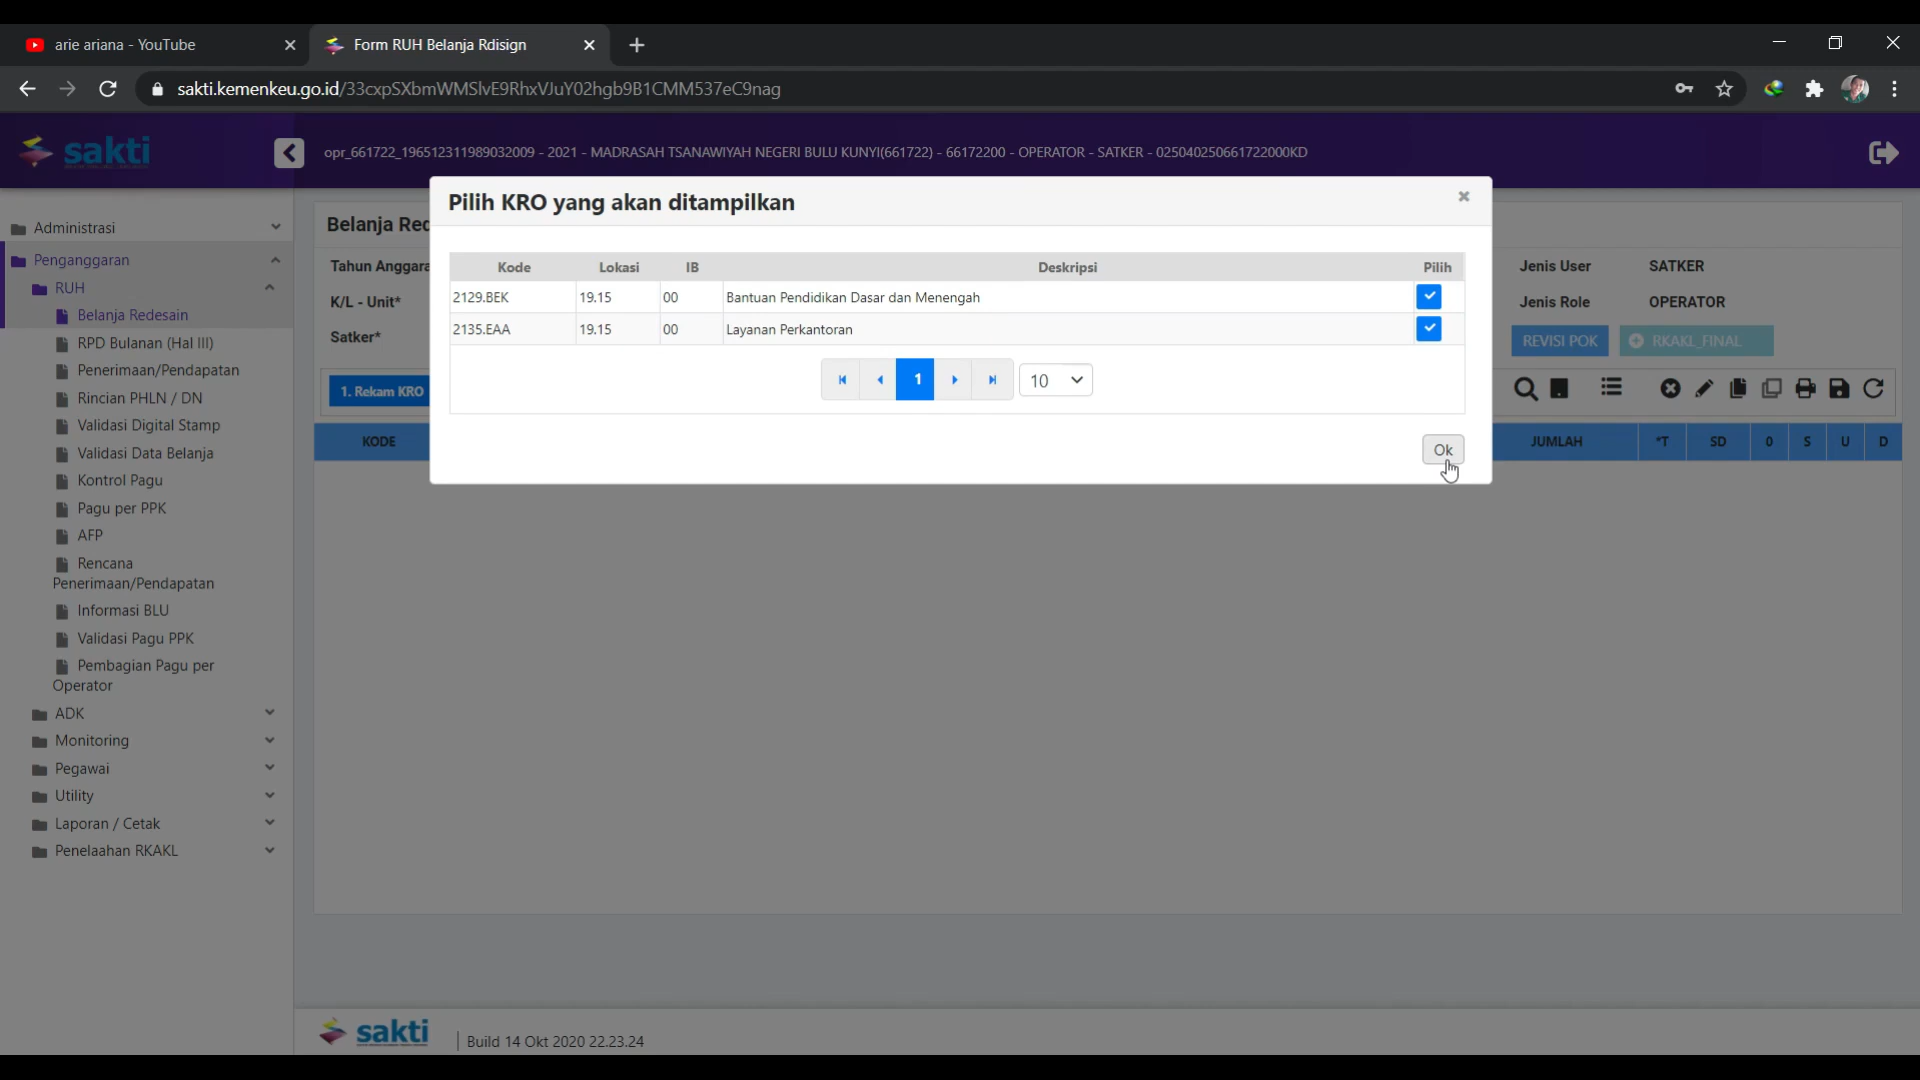 arie ariana - YouTube
Form RUH Belanja Rdisign
sakti.kemenkeu.go.id/33cxpSXbmWMSlvE9RhxVJuY02hgb9B1CMM537eC9nag
sakti
opr_661722_196512311989032009 - 2021 - MADRASAH TSANAWIYAH NEGERI BULU KUNYI(661722) - 66172200 - OPERATOR - SATKER - 025040250661722000KD
Administrasi
Penganggaran
RUH
Belanja Redesain
RPD Bulanan (Hal III)
Penerimaan/Pendapatan
Rincian PHLN / DN
Validasi Digital Stamp
Validasi Data Belanja
Kontrol Pagu
Pagu per PPK
AFP
Rencana
Penerimaan/Pendapatan
Informasi BLU
Validasi Pagu PPK
Pembagian Pagu per
Operator
ADK
Monitoring
Pegawai
Utility
Laporan / Cetak
Penelaahan RKAKL
Belanja Red
Tahun Anggara
K/L - Unit*
Satker*
1. Rekam KRO
KODE
Pilih KRO yang akan ditampilkan
Kode Lokasi IB Deskripsi Pilih
2129.BEK 19.15 00 Bantuan Pendidikan Dasar dan Menengah
2135.EAA 19.15 00 Layanan Perkantoran
1 10
Ok
Jenis User SATKER
Jenis Role OPERATOR
REVISI POK RKAKL_FINAL
JUMLAH *T SD 0 S U D
sakti Build 14 Okt 2020 22.23.24